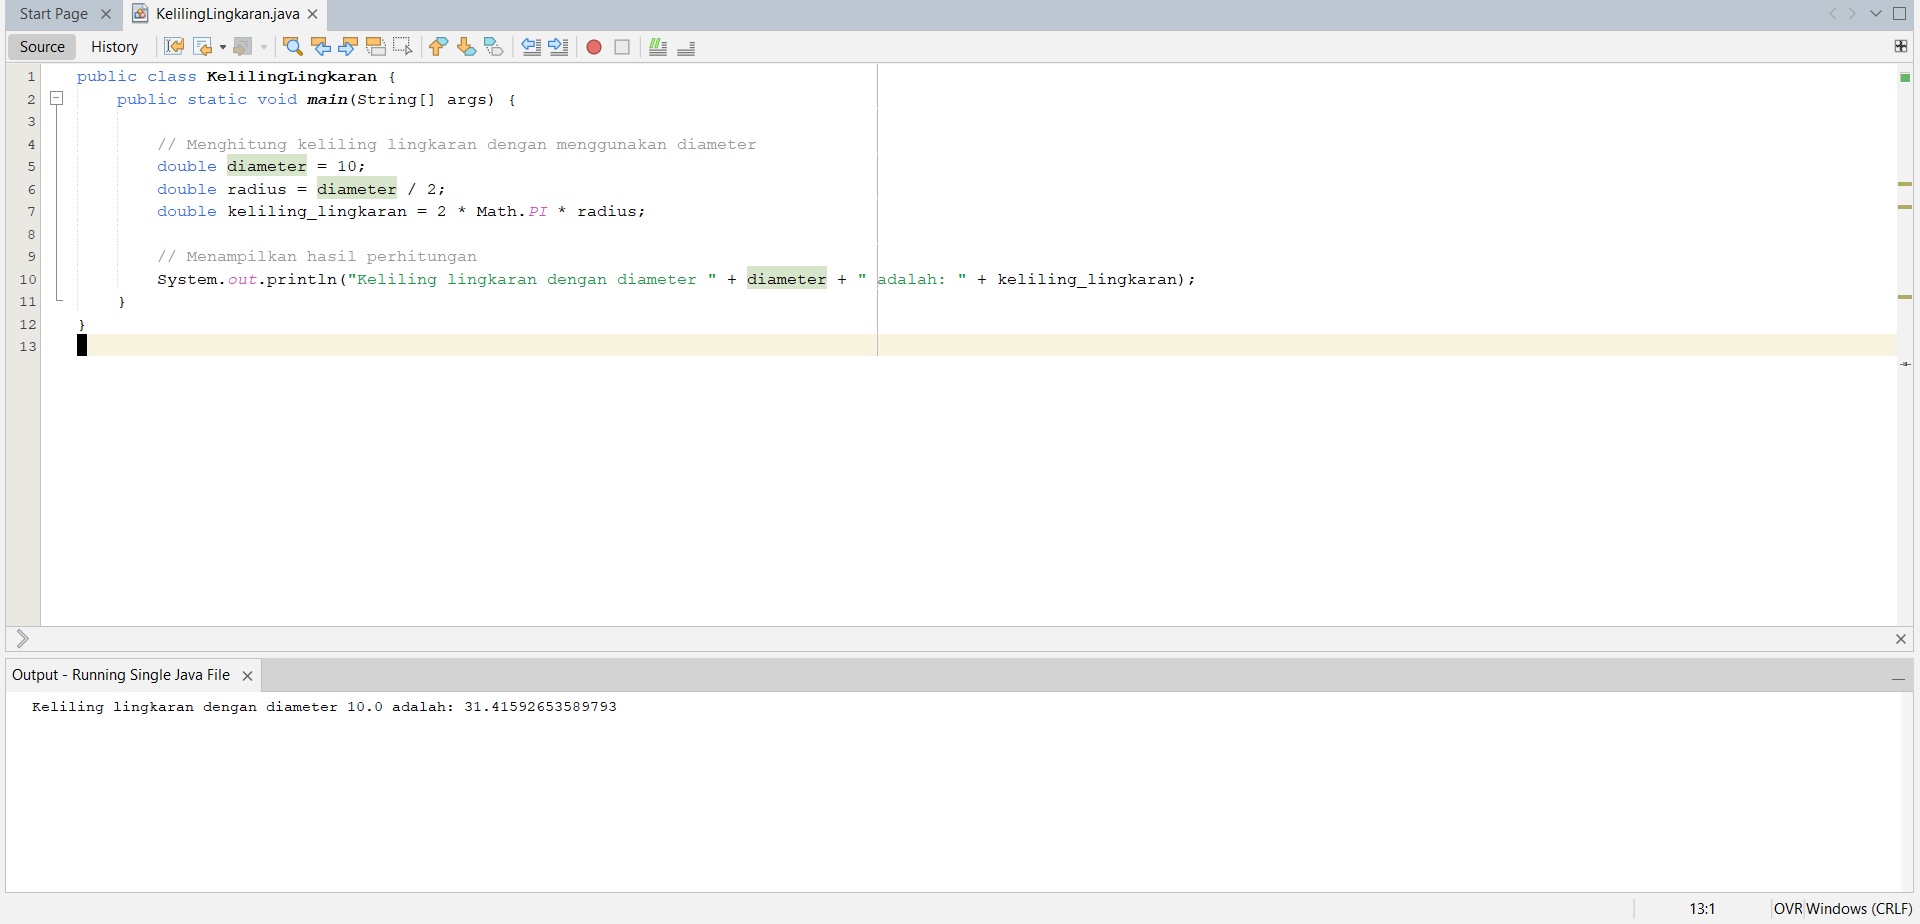 Start Page
KelilingLingkaran.java
Source History
1 public class KelilingLingkaran {
2 public static void main(String[] args) {
3
4 // Menghitung keliling lingkaran dengan menggunakan diameter
5 double diameter = 10;
6 double radius = diameter / 2;
7 double keliling_lingkaran = 2 * Math.PI * radius;
8
9 // Menampilkan hasil perhitungan
10 System.out.println("Keliling lingkaran dengan diameter " + diameter + " adalah: " + keliling_lingkaran);
11 }
12 }
13
Output - Running Single Java File
Keliling lingkaran dengan diameter 10.0 adalah: 31.41592653589793
13:1 OVR Windows (CRLF)